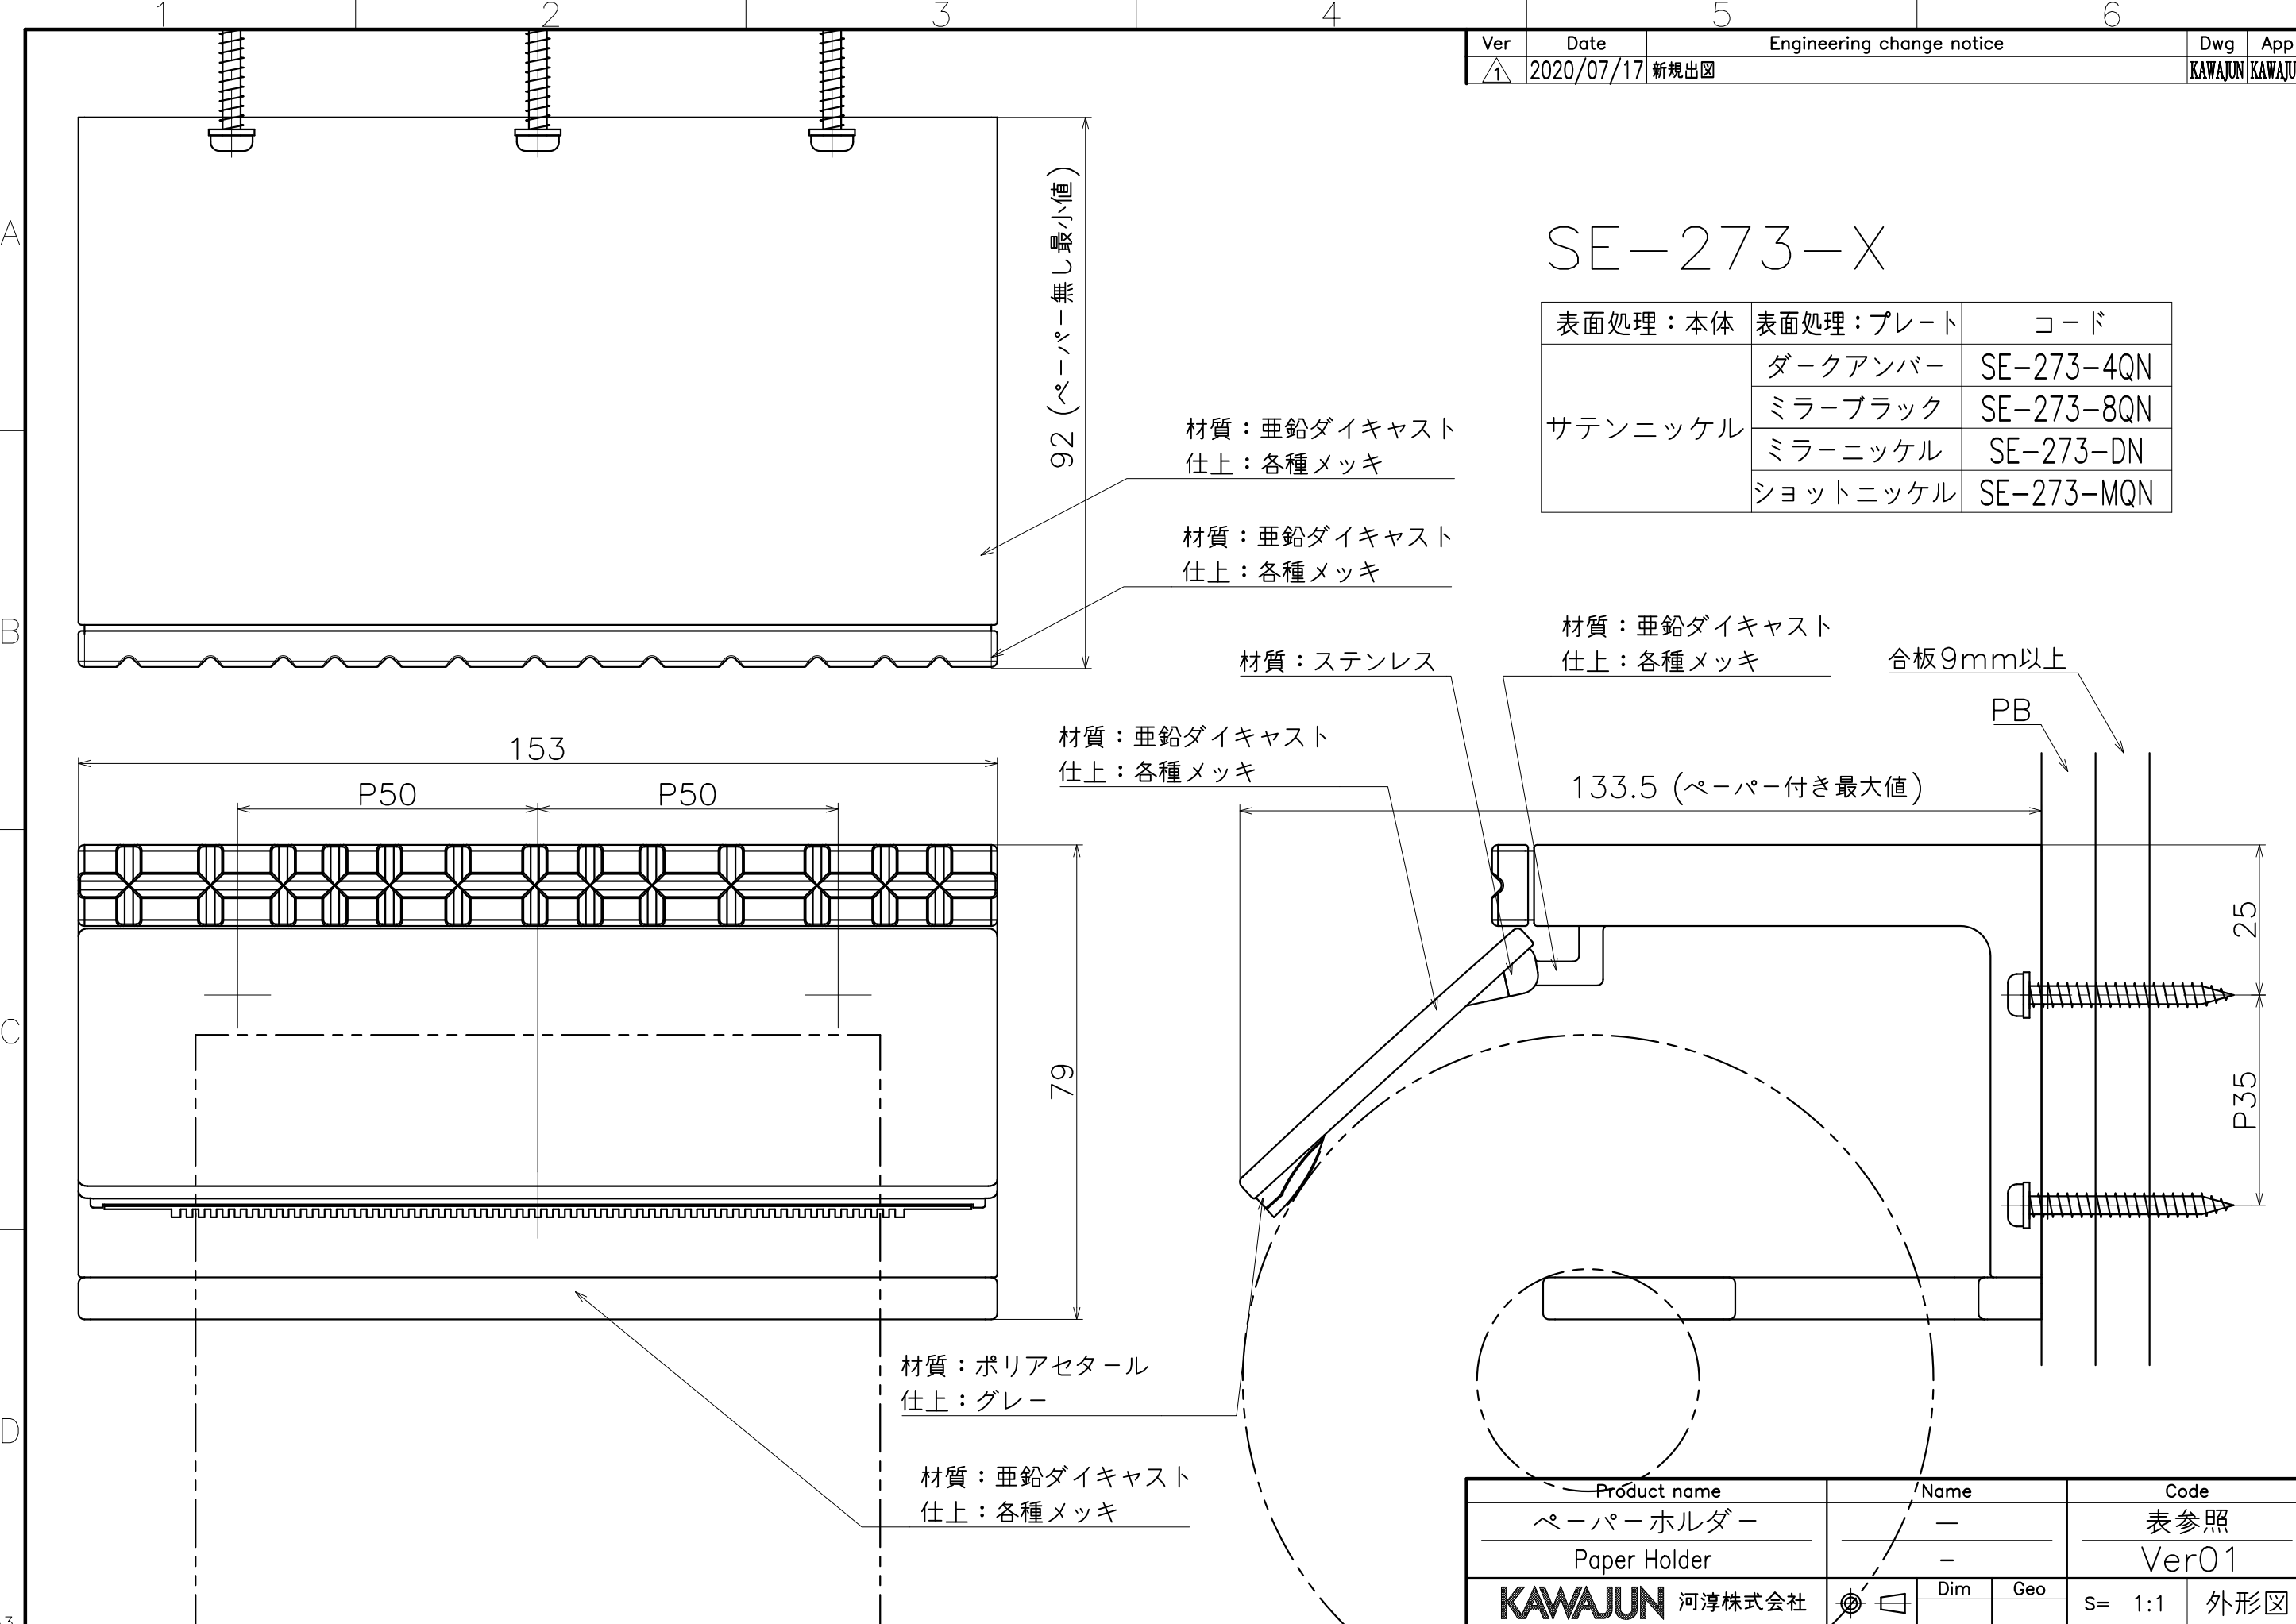 1 2 3 4 5 6
A
B
C
D
Ver Date Engineering change notice Dwg App
1 2020/07/17 新規出図 KAWAJUN KAWAJU
92 (ペーパー無し最小値)
SE-273-X
表面処理：本体 表面処理：プレート コード
サテンニッケル
ダークアンバー SE-273-4QN
ミラーブラック SE-273-8QN
ミラーニッケル SE-273-DN
ショットニッケル SE-273-MQN
材質：亜鉛ダイキャスト
仕上：各種メッキ
材質：亜鉛ダイキャスト
仕上：各種メッキ
材質：亜鉛ダイキャスト
仕上：各種メッキ
材質：ステンレス
合板9mm以上
PB
材質：亜鉛ダイキャスト
仕上：各種メッキ
153
P50 P50
133.5 (ペーパー付き最大値)
79
25
P35
材質：ポリアセタール
仕上：グレー
材質：亜鉛ダイキャスト
仕上：各種メッキ
Product name Name Code
ペーパーホルダー — 表参照
Paper Holder - Ver01
KAWAJUN 河淳株式会社 Dim Geo S= 1:1 外形図
3